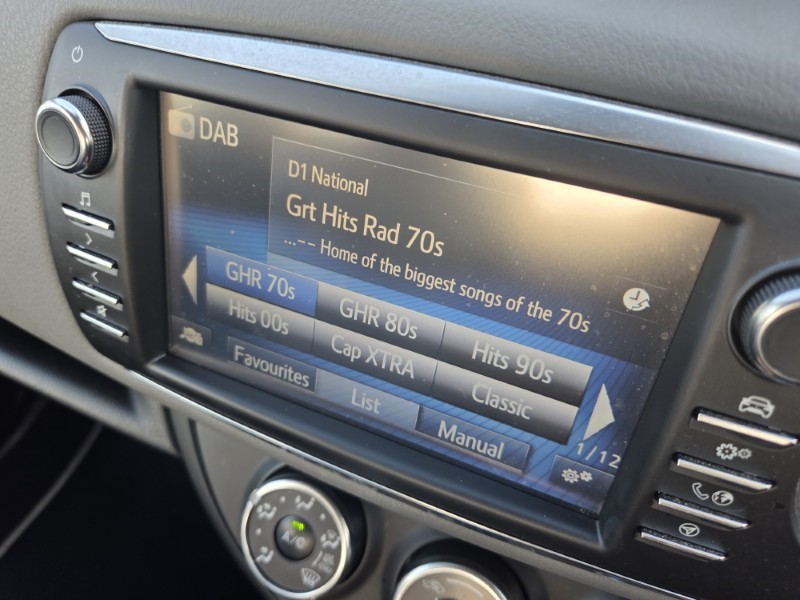 DAB
D1 National
Grt Hits Rad 70s
...-- Home of the biggest songs of the 70s
GHR 70s
GHR 80s
Hits 90s
Hits 00s
Cap XTRA
Classic
Favourites
List
Manual
1/12
A/C